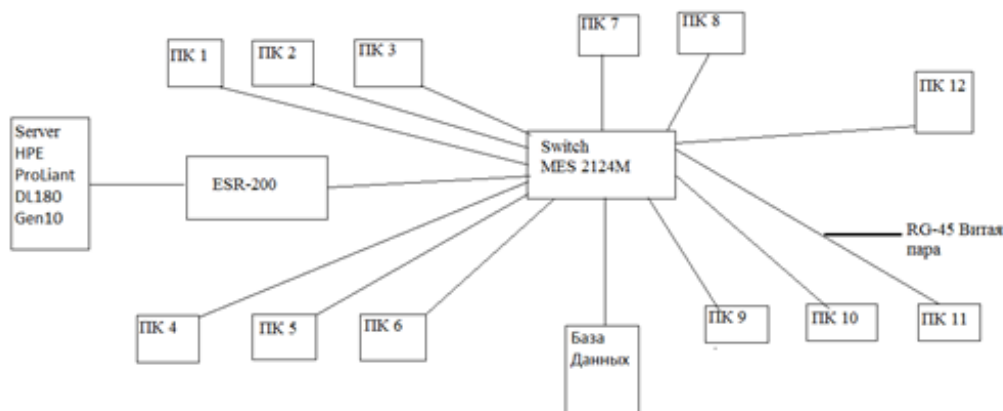 ПК 1
ПК 2
ПК 3
ПК 7
ПК 8
ПК 12
Server
HPE
ProLiant
DL180
Gen10
ESR-200
Switch
MES 2124M
RG-45 Витая
пара
ПК 4
ПК 5
ПК 6
База
Данных
ПК 9
ПК 10
ПК 11